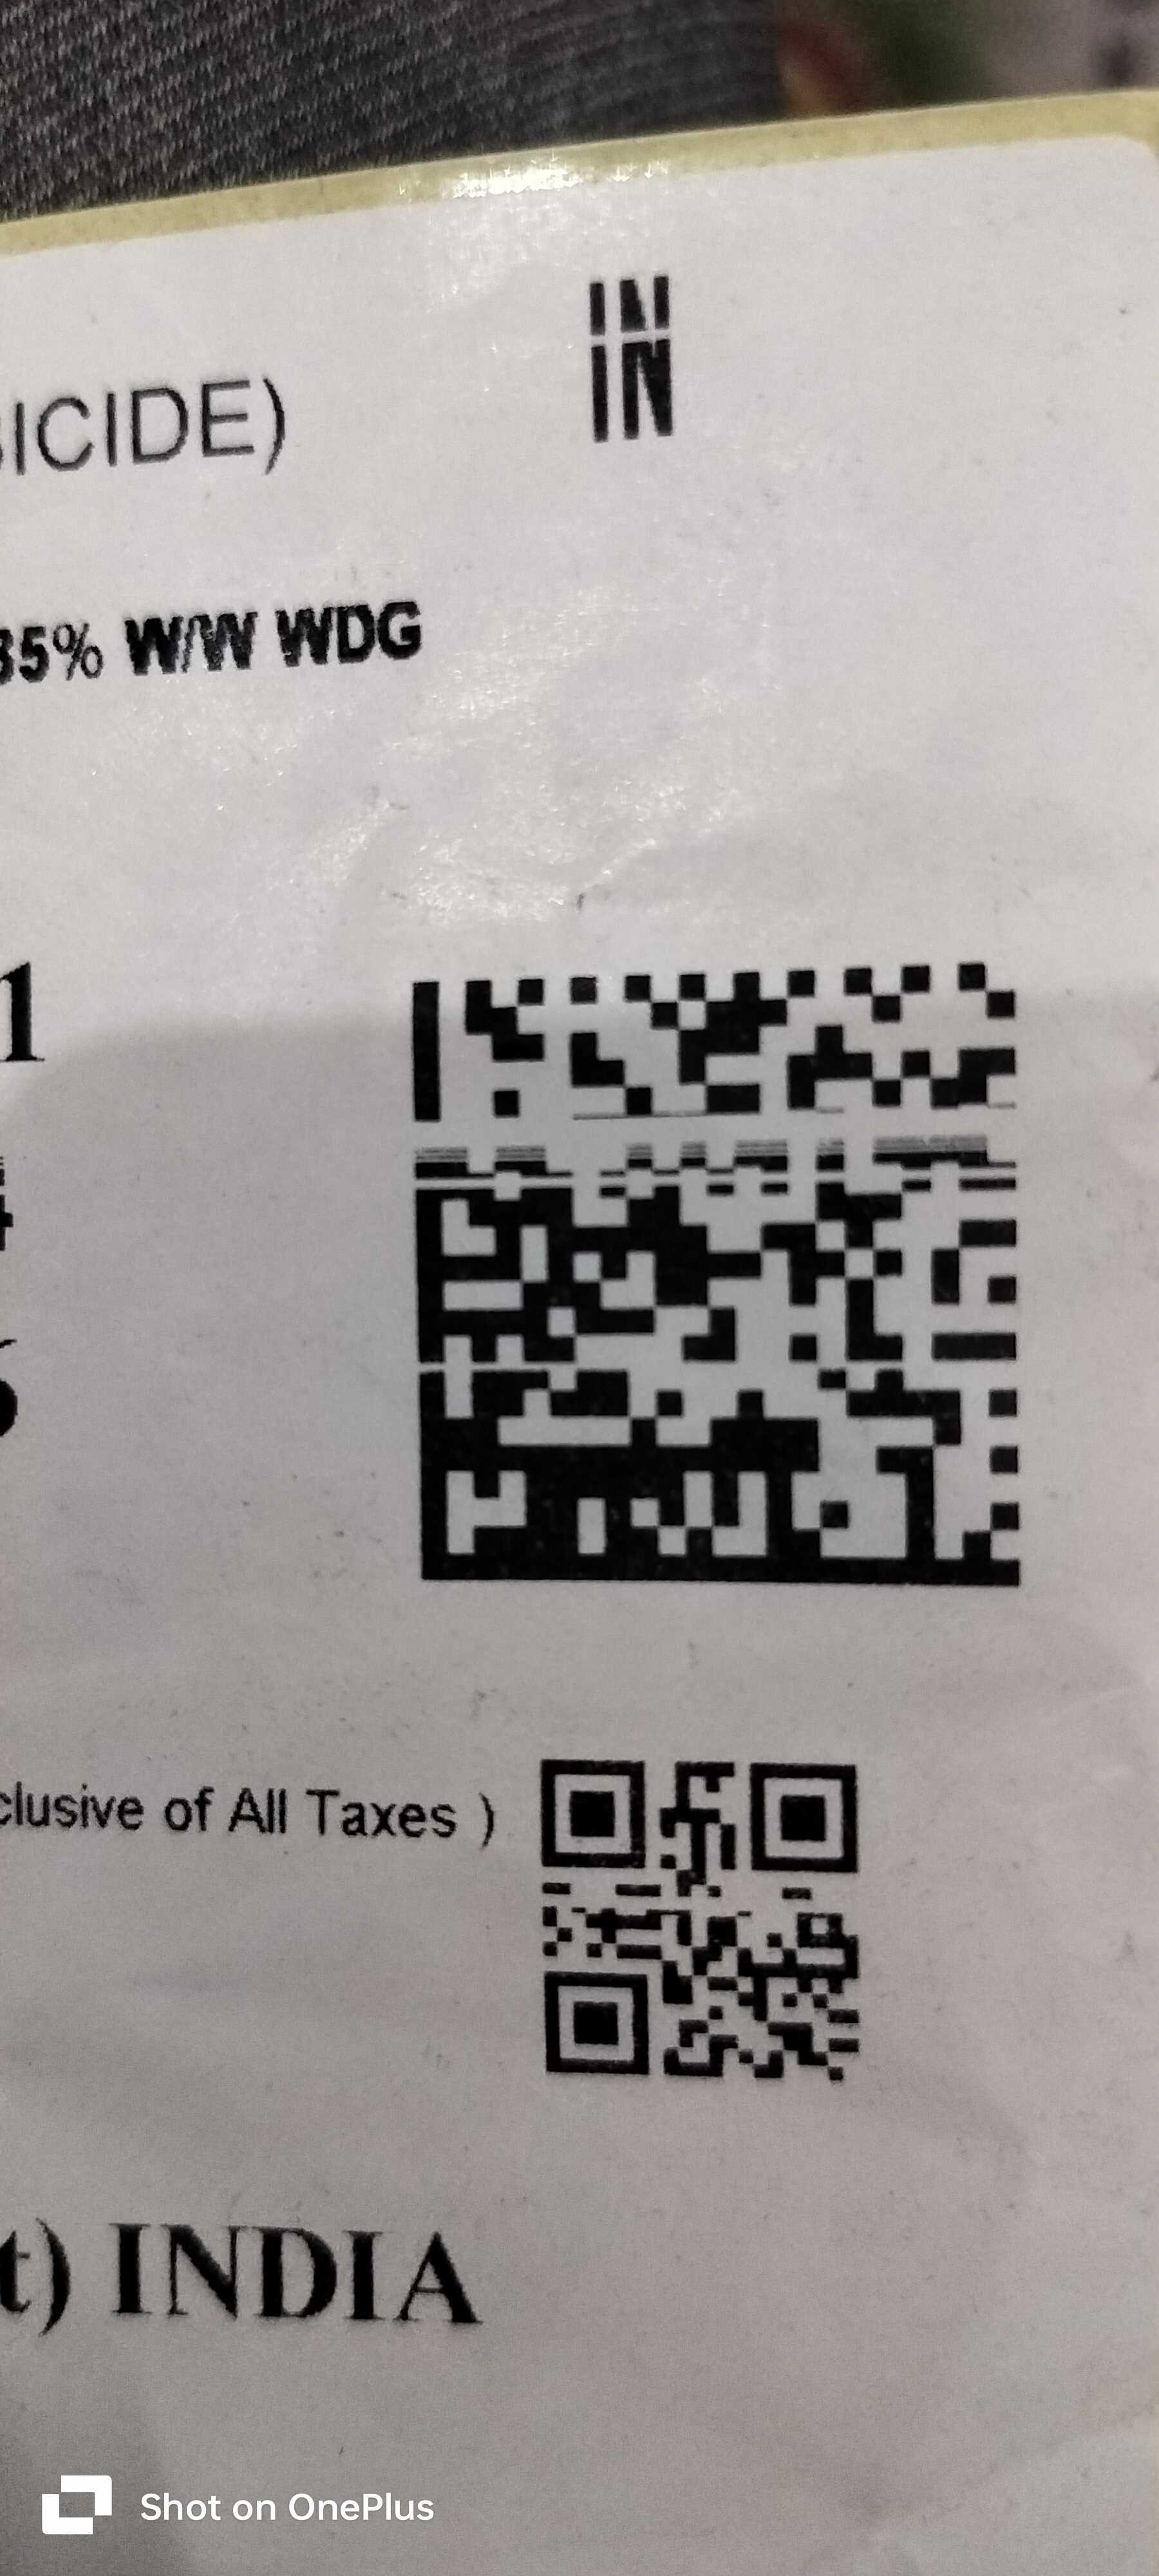 IN
ICIDE)
35% W/W WDG
1
clusive of All Taxes )
t) INDIA
Shot on OnePlus